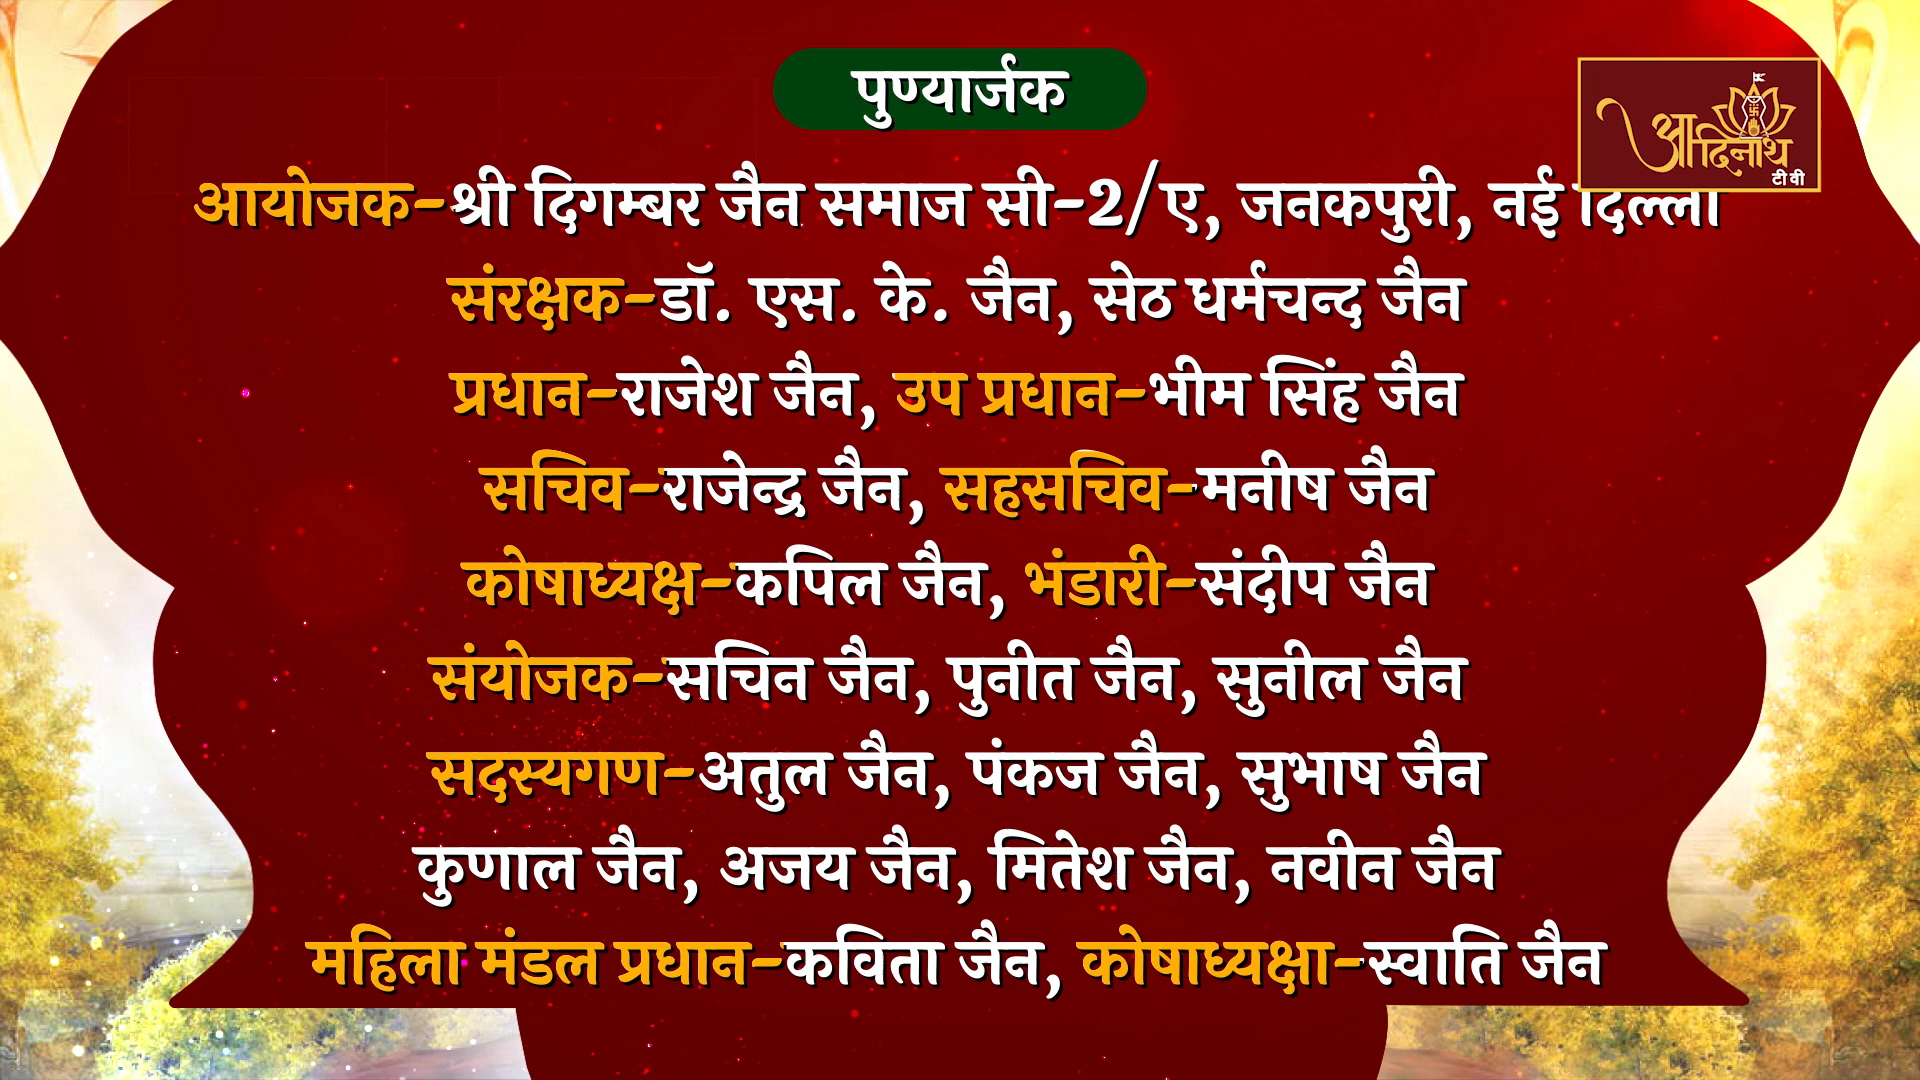 पुण्यार्जक
आदिनाथ
टीवी
आयोजक-श्री दिगम्बर जैन समाज सी-2/ए, जनकपुरी, नई दिल्ली
संरक्षक-डॉ. एस. के. जैन, सेठ धर्मचन्द जैन
प्रधान-राजेश जैन, उप प्रधान-भीम सिंह जैन
सचिव-राजेन्द्र जैन, सहसचिव-मनीष जैन
कोषाध्यक्ष-कपिल जैन, भंडारी-संदीप जैन
संयोजक-सचिन जैन, पुनीत जैन, सुनील जैन
सदस्यगण-अतुल जैन, पंकज जैन, सुभाष जैन
कुणाल जैन, अजय जैन, मितेश जैन, नवीन जैन
महिला मंडल प्रधान-कविता जैन, कोषाध्यक्षा-स्वाति जैन